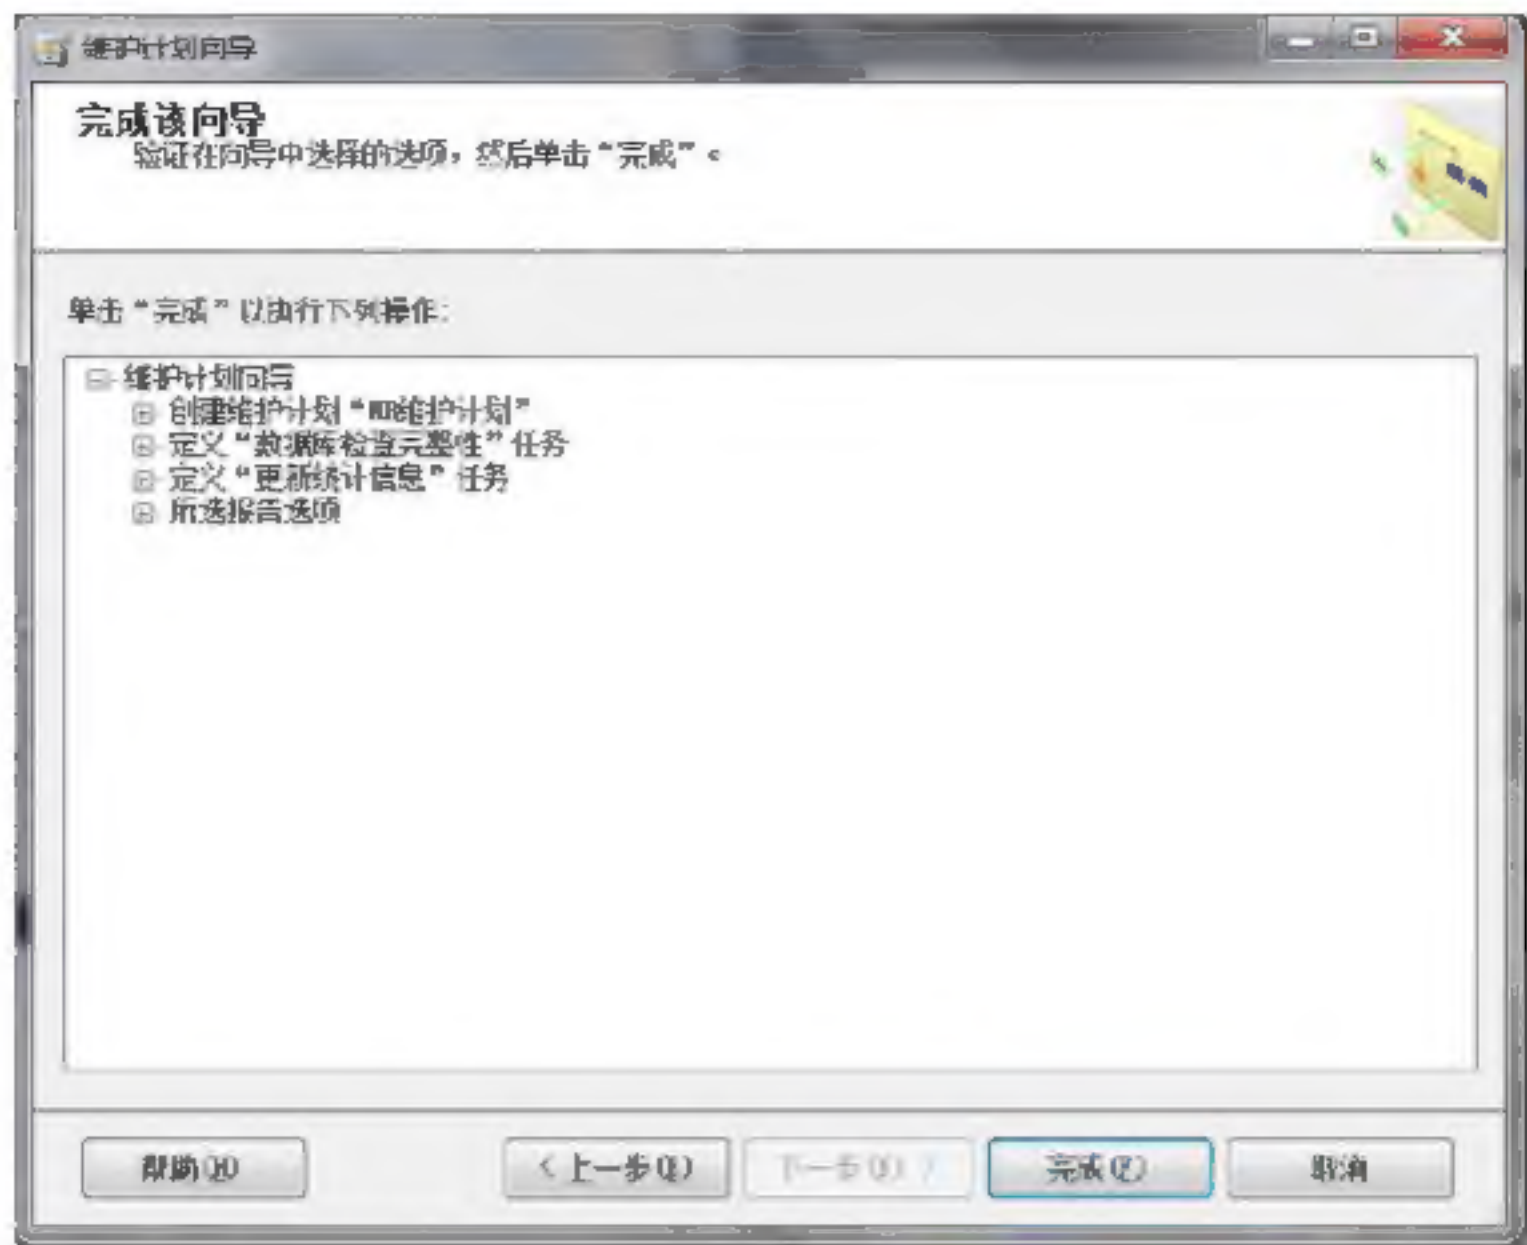 维护计划向导
完成该向导
验证在向导中选择的选项，然后单击“完成”。
单击“完成”以执行下列操作:
维护计划向导
创建维护计划“MR维护计划”
定义“数据库检查完整性”任务
定义“更新统计信息”任务
所选报告选项
帮助(H)
< 上一步(B)
下一步(N) >
完成(F)
取消